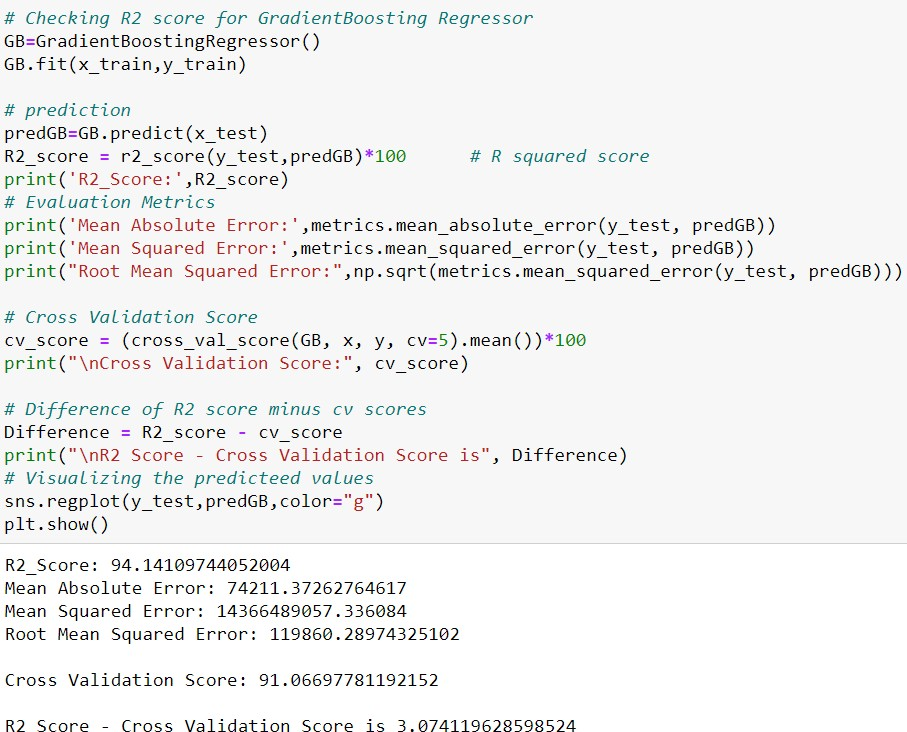 # Checking R2 score for GradientBoosting Regressor
GB=GradientBoostingRegressor()
GB.fit(x_train,y_train)
# prediction
predGB=GB.predict(x_test)
R2_score = r2_score(y_test,predGB)*100      # R squared score
print('R2_Score:',R2_score)
# Evaluation Metrics
print('Mean Absolute Error:',metrics.mean_absolute_error(y_test, predGB))
print('Mean Squared Error:',metrics.mean_squared_error(y_test, predGB))
print("Root Mean Squared Error:",np.sqrt(metrics.mean_squared_error(y_test, predGB)))
# Cross Validation Score
cv_score = (cross_val_score(GB, x, y, cv=5).mean())*100
print("\nCross Validation Score:", cv_score)
# Difference of R2 score minus cv scores
Difference = R2_score - cv_score
print("\nR2 Score - Cross Validation Score is", Difference)
# Visualizing the predicteed values
sns.regplot(y_test,predGB,color="g")
plt.show()
R2_Score: 94.14109744052004
Mean Absolute Error: 74211.37262764617
Mean Squared Error: 14366489057.336084
Root Mean Squared Error: 119860.28974325102
Cross Validation Score: 91.06697781192152
R2 Score - Cross Validation Score is 3.074119628598524